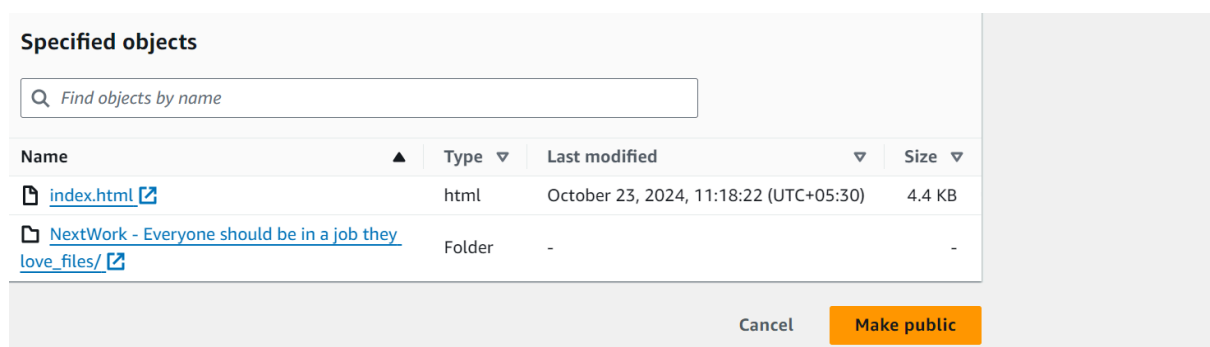 Specified objects
Find objects by name
Name Type Last modified Size
index.html html October 23, 2024, 11:18:22 (UTC+05:30) 4.4 KB
NextWork - Everyone should be in a job they
love_files/ Folder - -
Cancel Make public